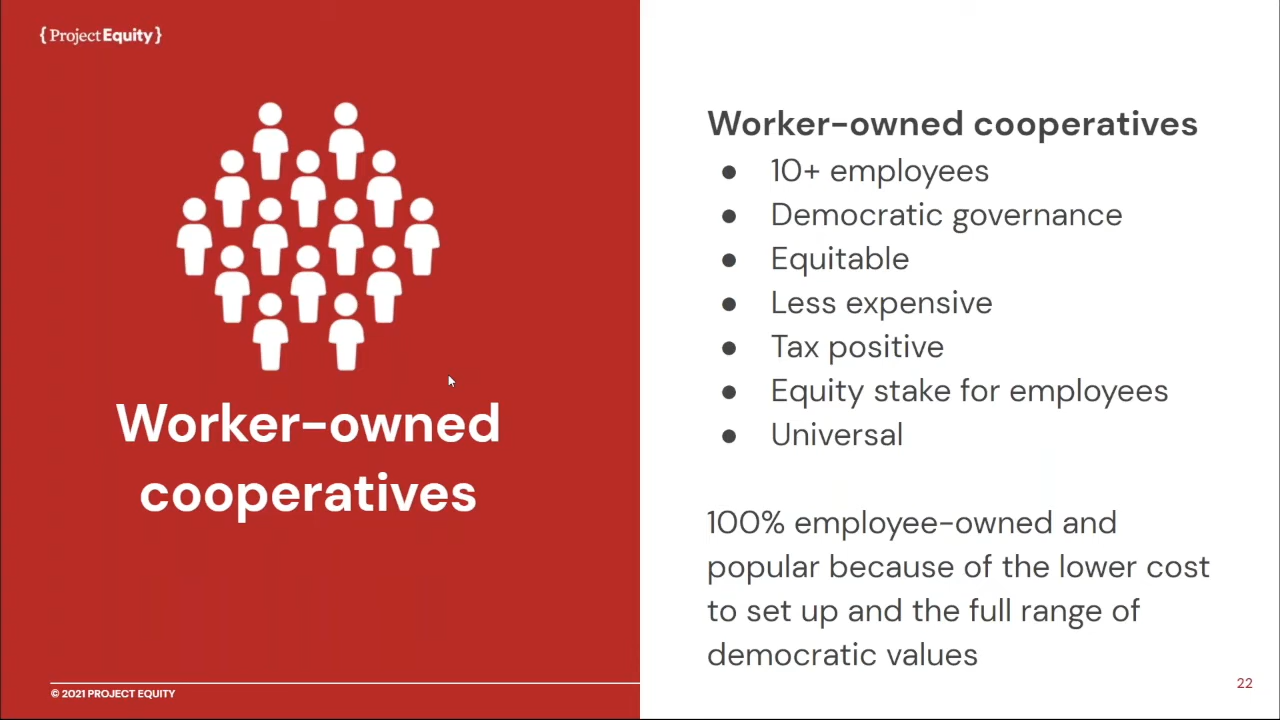 { Project Equity }
Worker-owned
cooperatives
© 2021 PROJECT EQUITY
Worker-owned cooperatives
● 10+ employees
● Democratic governance
● Equitable
● Less expensive
● Tax positive
● Equity stake for employees
● Universal
100% employee-owned and
popular because of the lower cost
to set up and the full range of
democratic values
22